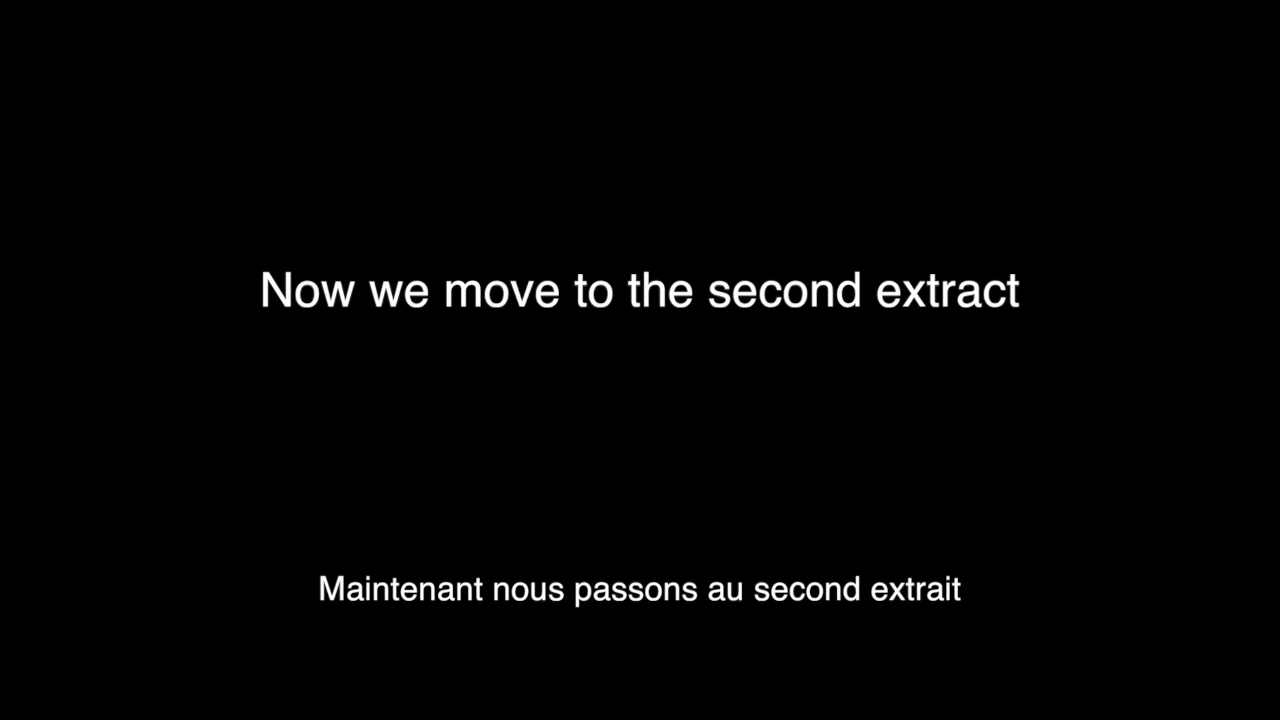 Now we move to the second extract
Maintenant nous passons au second extrait